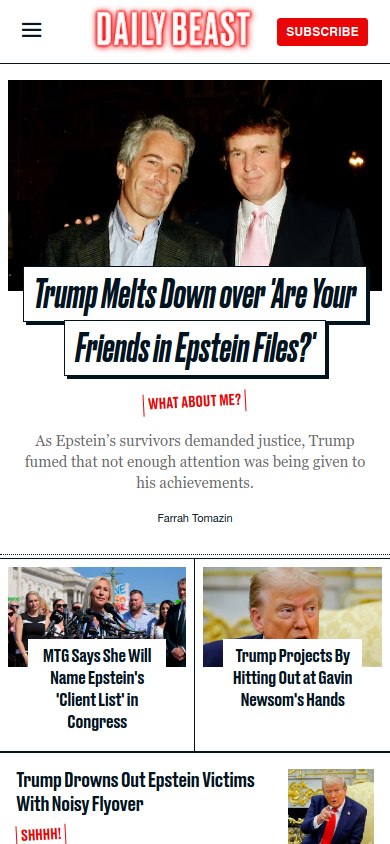 DAILY BEAST
SUBSCRIBE
Trump Melts Down over 'Are Your
Friends in Epstein Files?'
WHAT ABOUT ME?
As Epstein’s survivors demanded justice, Trump
fumed that not enough attention was being given to
his achievements.
Farrah Tomazin
MTG Says She Will
Name Epstein's
'Client List' in
Congress
Trump Projects By
Hitting Out at Gavin
Newsom's Hands
Trump Drowns Out Epstein Victims
With Noisy Flyover
SHHHH!